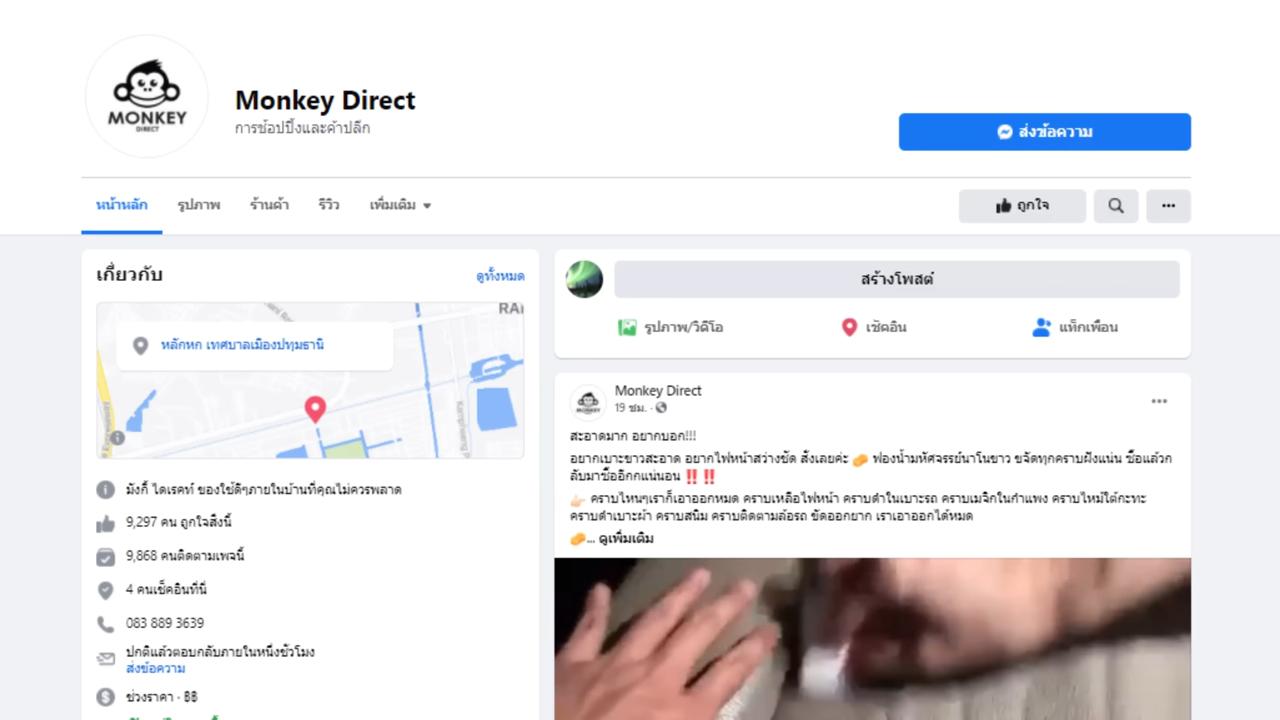 MONKEY
DIRECT
Monkey Direct
การช้อปปิ้งและค้าปลีก
ส่งข้อความ
หน้าหลัก
รูปภาพ
ร้านค้า
รีวิว
เพิ่มเติม
ถูกใจ
เกี่ยวกับ
ดูทั้งหมด
หลักหก เทศบาลเมืองปทุมธานี
มังกี้ ไดเรคท์ ของใช้ดีๆภายในบ้านที่คุณไม่ควรพลาด
9,297 คน ถูกใจสิ่งนี้
9,868 คนติดตามเพจนี้
4 คนเช็คอินที่นี่
083 889 3639
ปกติแล้วตอบกลับภายในหนึ่งชั่วโมง
ส่งข้อความ
ช่วงราคา · ฿฿
สร้างโพสต์
รูปภาพ/วิดีโอ
เช็คอิน
แท็กเพื่อน
Monkey Direct
19 ชม. ·
สะอาดมาก อยากบอก!!!
อยากเบาะขาวสะอาด อยากไฟหน้าสว่างชัด สั่งเลยค่ะ 🧽 ฟองน้ำมหัศจรรย์นาโนขาว ขจัดทุกคราบฝังแน่น ซื้อแล้วก
ลับมาซื้ออีกกแน่นอน ‼️ ‼️
👉🏻 คราบไหนๆเราก็เอาออกหมด คราบเหลือไฟหน้า คราบดำในเบาะรถ คราบเมจิกในกำแพง คราบไหม้ใต้กะทะ
คราบดำเบาะผ้า คราบสนิม คราบติดตามล้อรถ ขัดออกยาก เราเอาออกได้หมด
🧽... ดูเพิ่มเติม